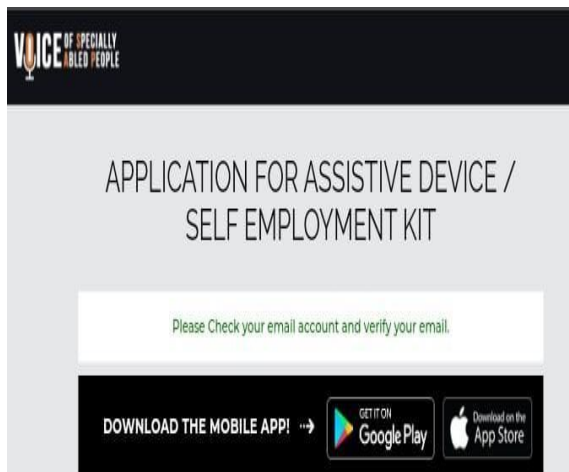 VOICE OF SPECIALLY
ABLED PEOPLE
APPLICATION FOR ASSISTIVE DEVICE /
SELF EMPLOYMENT KIT
Please Check your email account and verify your email.
DOWNLOAD THE MOBILE APP! ⇢ GET IT ON Google Play Download on the App Store